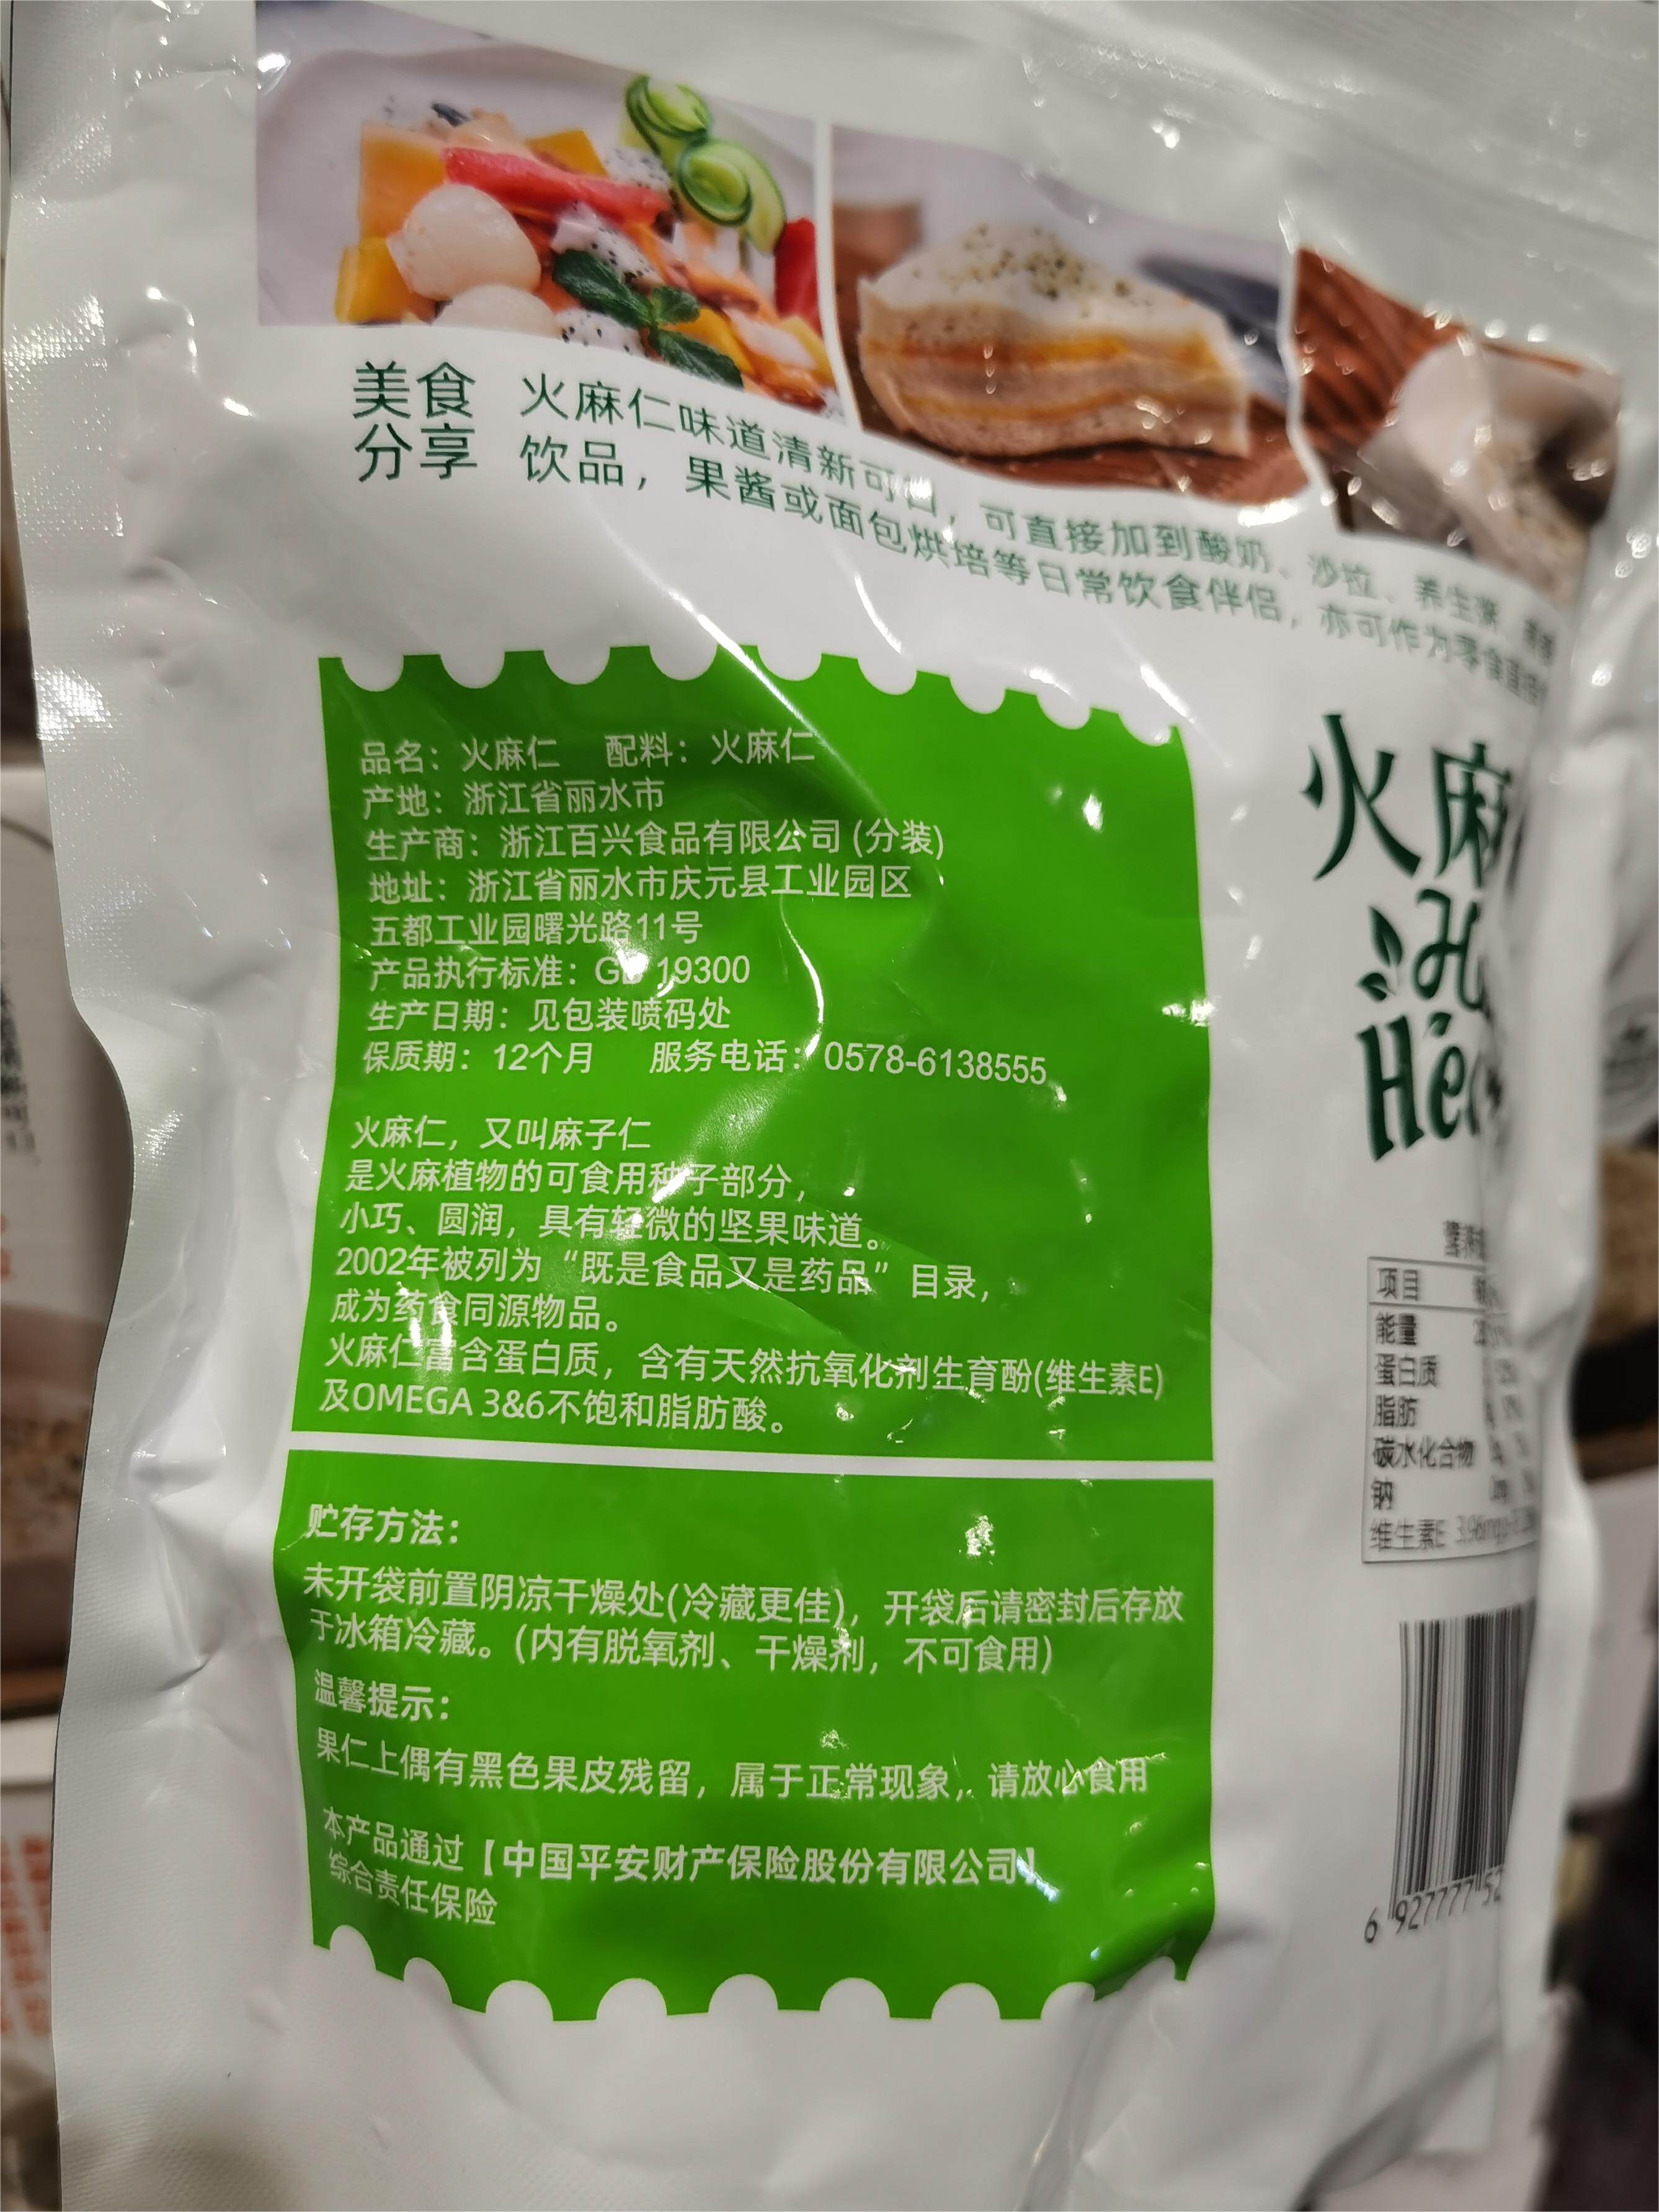 美食
分享
火麻仁味道清新可口，可直接加到酸奶、沙拉、养生浆
饮品，果酱或面包烘培等日常饮食伴侣，亦可作为零食直接
品名：火麻仁 配料：火麻仁
产地：浙江省丽水市
生产商：浙江百兴食品有限公司(分装)
地址：浙江省丽水市庆元县工业园区
五都工业园曙光路11号
产品执行标准：GB 19300
生产日期：见包装喷码处
保质期：12个月 服务电话：0578-6138555
火麻仁，又叫麻子仁
是火麻植物的可食用种子部分，
小巧、圆润，具有轻微的坚果味道。
2002年被列为“既是食品又是药品”目录，
成为药食同源物品。
火麻仁富含蛋白质，含有天然抗氧化剂生育酚(维生素E)
及OMEGA 3&6不饱和脂肪酸。
贮存方法：
未开袋前置阴凉干燥处(冷藏更佳)，开袋后请密封后存放
于冰箱冷藏。(内有脱氧剂、干燥剂，不可食用)
温馨提示：
果仁上偶有黑色果皮残留，属于正常现象，请放心食用
本产品通过【中国平安财产保险股份有限公司】
综合责任保险
火麻
He
项目
能量
蛋白质
脂肪
碳水化合物
钠
维生素E
6 927777 52